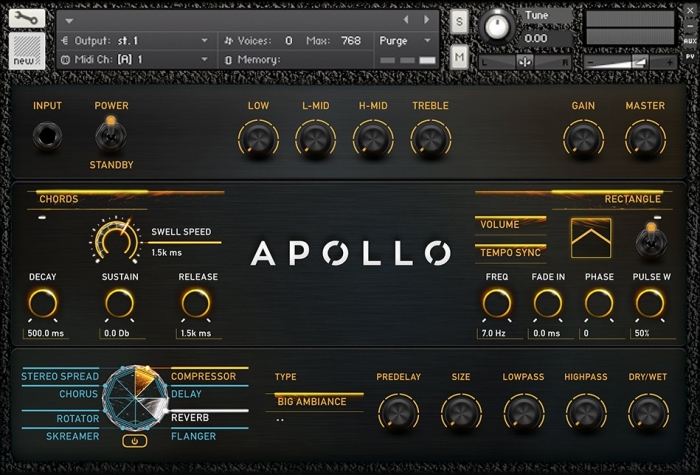 S
Tune
Output: st. 1
Voices: 0 Max: 768
Purge
0.00
new
Midi Ch: [A] 1
Memory:
M
L
R
-
+
AUX
PV
INPUT
POWER
STANDBY
LOW
L-MID
H-MID
TREBLE
GAIN
MASTER
CHORDS
RECTANGLE
SWELL SPEED
1.5k ms
APOLLO
VOLUME
TEMPO SYNC
DECAY
SUSTAIN
RELEASE
FREQ
FADE IN
PHASE
PULSE W
500.0 ms
0.0 Db
1.5k ms
7.0 Hz
0.0 ms
0
50%
STEREO SPREAD
COMPRESSOR
CHORUS
DELAY
ROTATOR
REVERB
SKREAMER
FLANGER
TYPE
BIG AMBIANCE
--
PREDELAY
SIZE
LOWPASS
HIGHPASS
DRY/WET